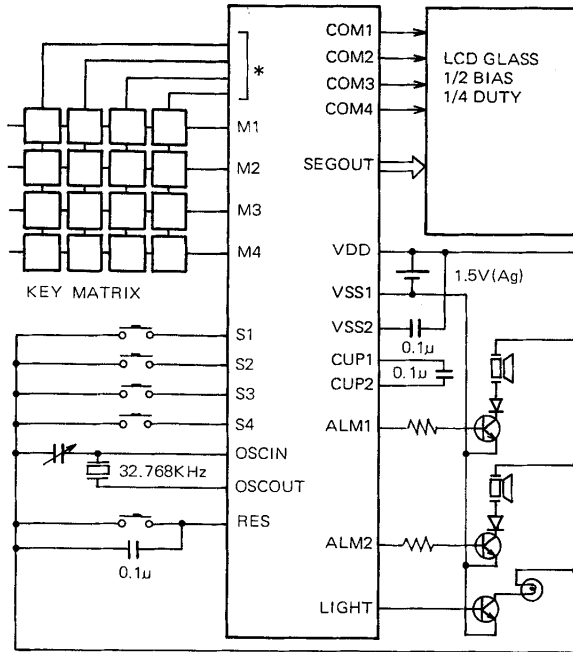 COM1
COM2
COM3
COM4
LCD GLASS
1/2 BIAS
1/4 DUTY
*
M1
M2
M3
M4
SEGOUT
KEY MATRIX
VDD
1.5V(Ag)
VSS1
VSS2
0.1μ
S1
S2
S3
S4
CUP1
CUP2
0.1μ
ALM1
OSCIN
32.768KHz
OSCOUT
RES
0.1μ
ALM2
LIGHT